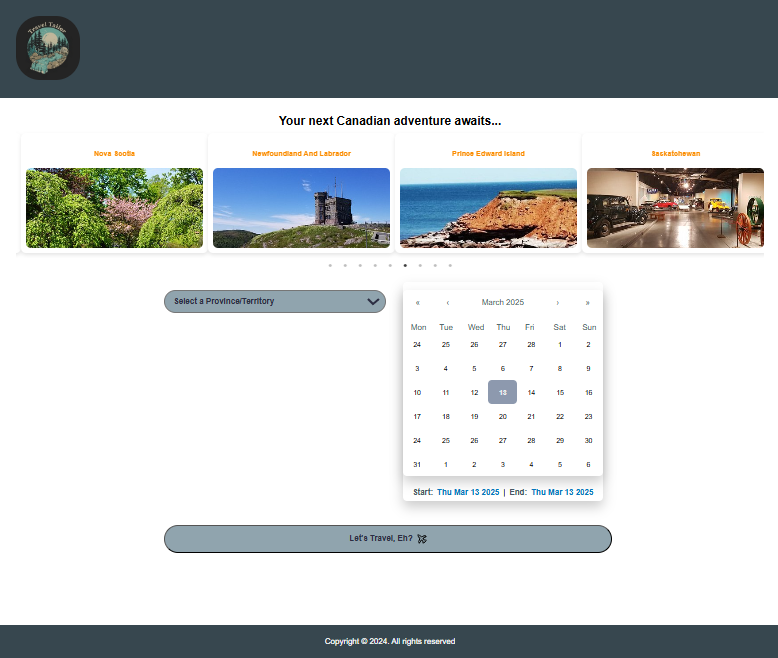 Travel Tailor
Your next Canadian adventure awaits...
Nova Scotia
Newfoundland And Labrador
Prince Edward Island
Saskatchewan
Select a Province/Territory
« ‹ March 2025 › »
Mon Tue Wed Thu Fri Sat Sun
24 25 26 27 28 1 2
3 4 5 6 7 8 9
10 11 12 13 14 15 16
17 18 19 20 21 22 23
24 25 26 27 28 29 30
31 1 2 3 4 5 6
Start: Thu Mar 13 2025 | End: Thu Mar 13 2025
Let's Travel, Eh?
Copyright © 2024. All rights reserved